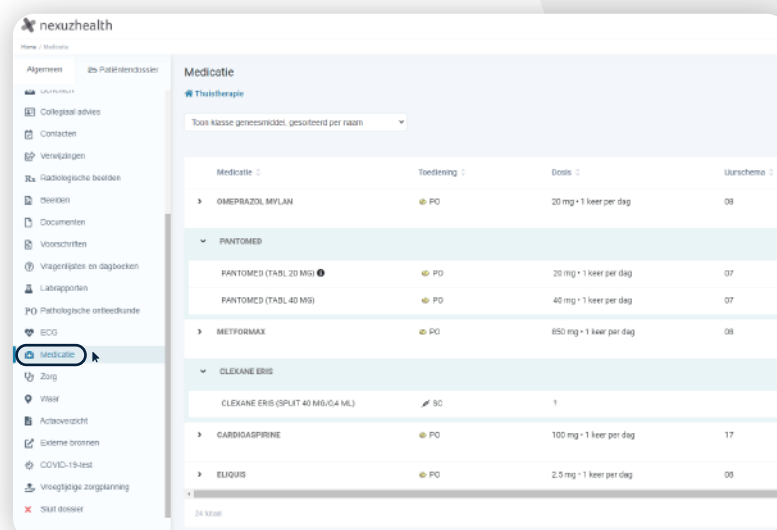 nexuzhealth
Home / Medicatie
Algemeen
Patiëntendossier
Collegiaal advies
Contacten
Verwijzingen
Rx Radiologische beelden
Beelden
Documenten
Voorschriften
Vragenlijsten en dagboeken
Labrapporten
PO Pathologische ontleedkunde
ECG
Medicatie
Zorg
Waar
Actaoverzicht
Externe bronnen
COVID-19-test
Vroegtijdige zorgplanning
Sluit dossier
Medicatie
Thuistherapie
Toon klasse geneesmiddel, gesorteerd per naam
Medicatie Toediening Dosis Uurschema
OMEPRAZOL MYLAN PO 20 mg • 1 keer per dag 08
PANTOMED
PANTOMED (TABL 20 MG) PO 20 mg • 1 keer per dag 07
PANTOMED (TABL 40 MG) PO 40 mg • 1 keer per dag 07
METFORMAX PO 850 mg • 1 keer per dag 08
CLEXANE ERIS
CLEXANE ERIS (SPUIT 40 MG/0,4 ML) SC 1
CARDIOASPIRINE PO 100 mg • 1 keer per dag 17
ELIQUIS PO 2.5 mg • 1 keer per dag 08
24 totaal